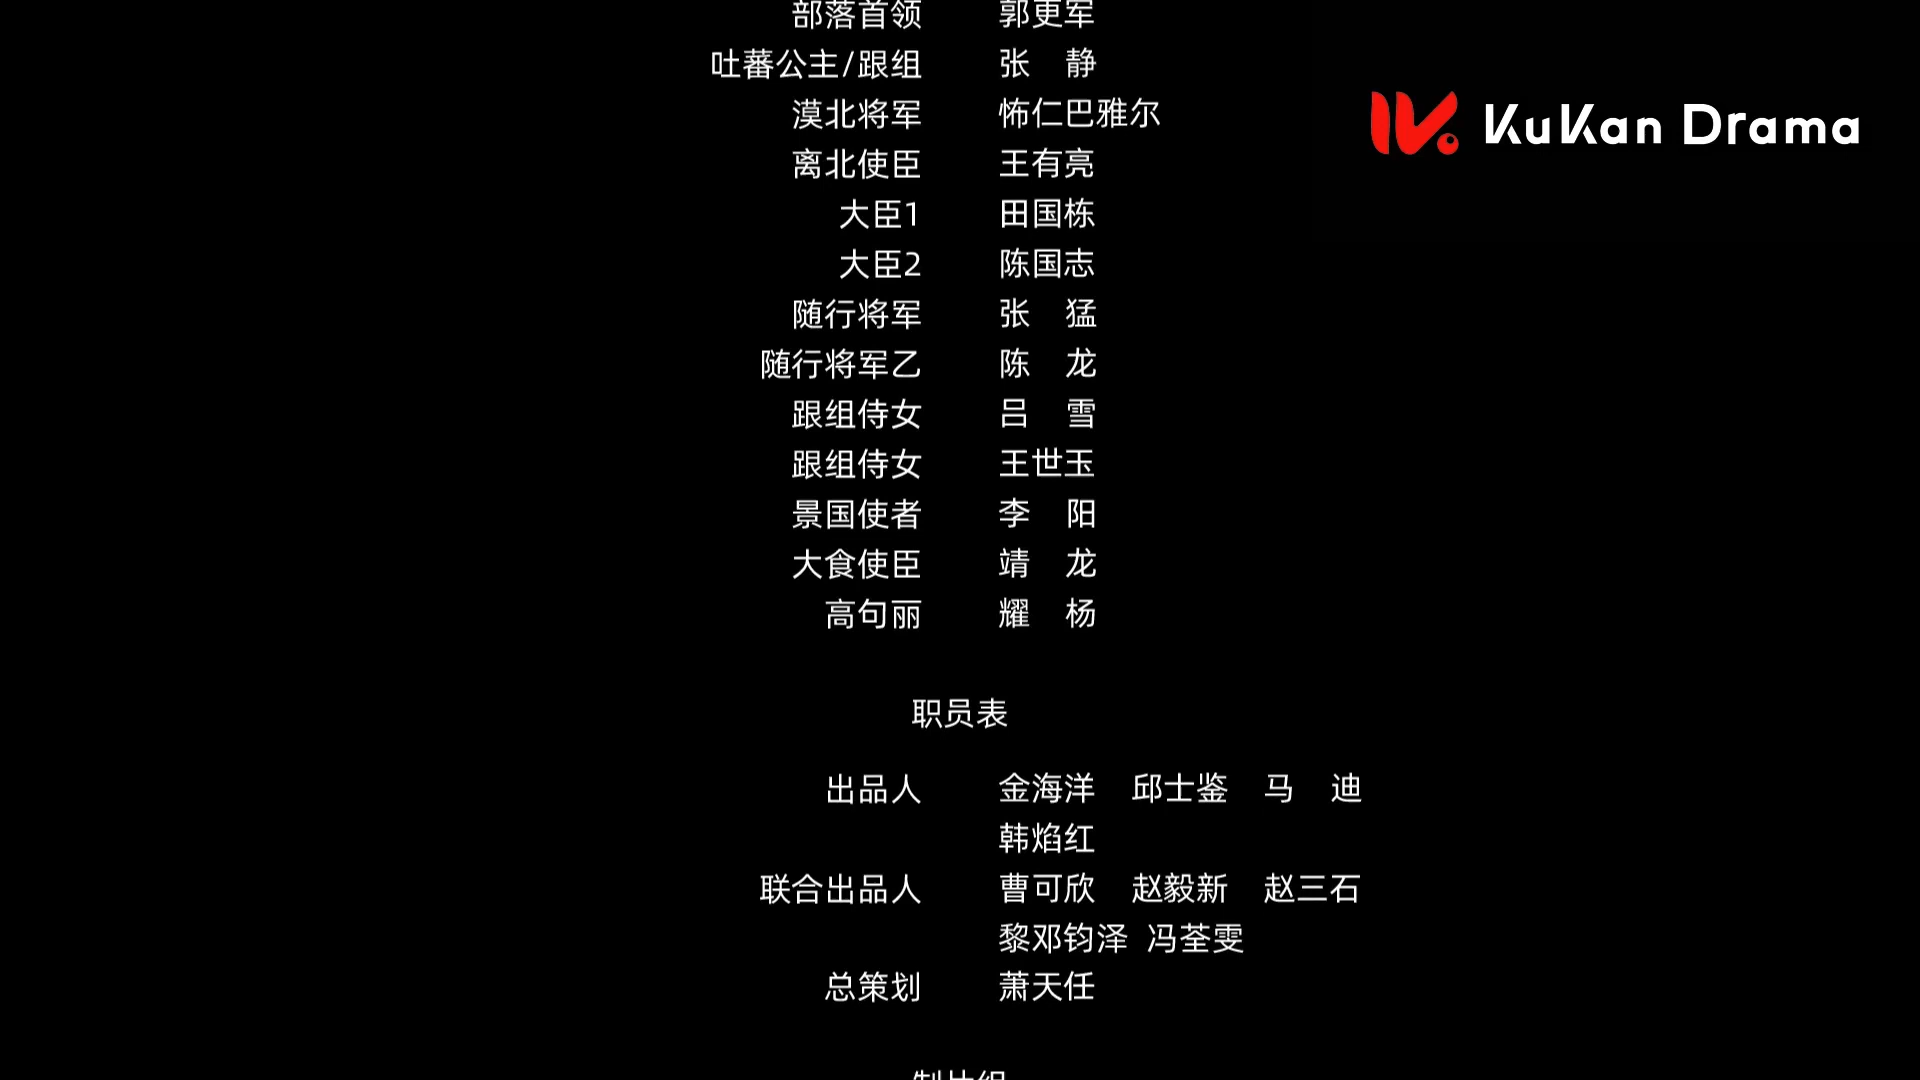 部落首领 郭更军
吐蕃公主/跟组 张 静
漠北将军 怖仁巴雅尔
离北使臣 王有亮
大臣1 田国栋
大臣2 陈国志
随行将军 张 猛
随行将军乙 陈 龙
跟组侍女 吕 雪
跟组侍女 王世玉
景国使者 李 阳
大食使臣 靖 龙
高句丽 耀 杨
KuKan Drama
职员表
出品人 金海洋 邱士鉴 马 迪
韩焰红
联合出品人 曹可欣 赵毅新 赵三石
黎邓钧泽 冯荃雯
总策划 萧天任
制片组